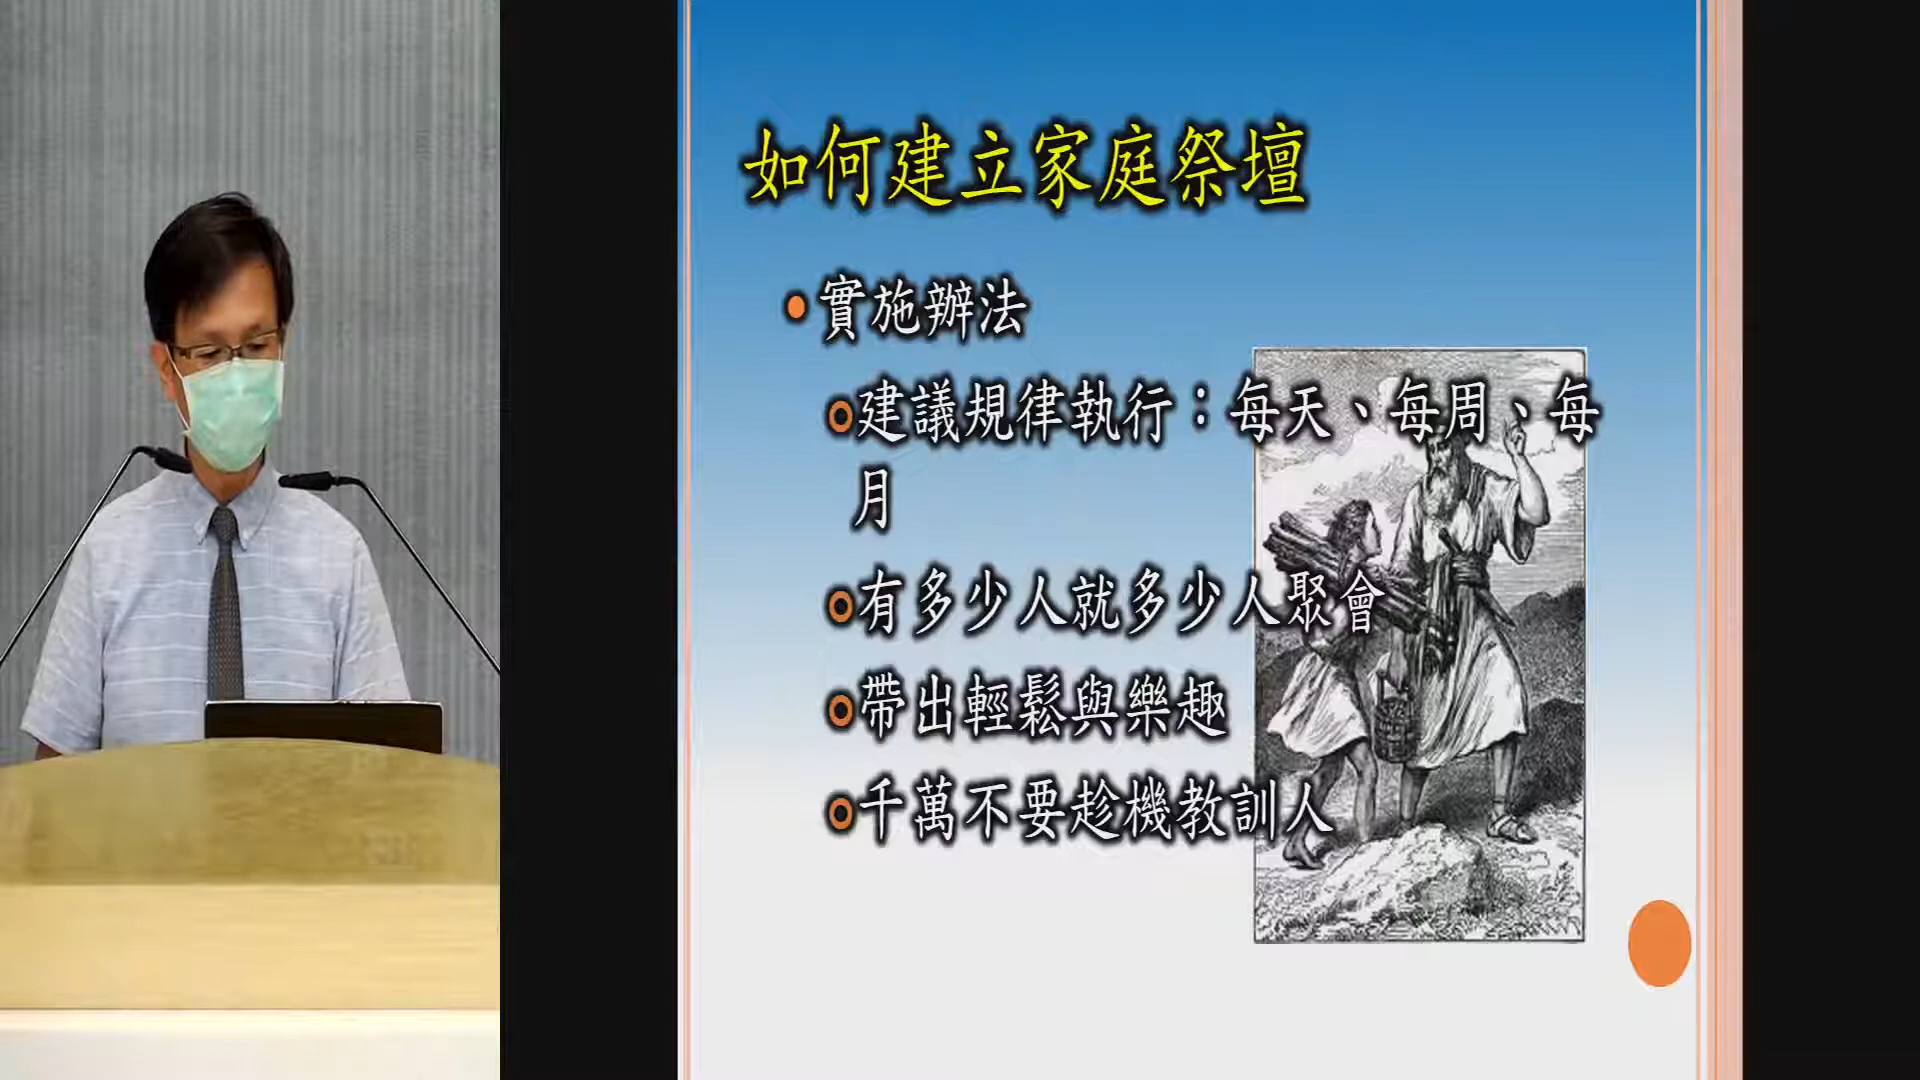 如何建立家庭祭壇
實施辦法
建議規律執行：每天、每周、每
月
有多少人就多少人聚會
帶出輕鬆與樂趣
千萬不要趁機教訓人